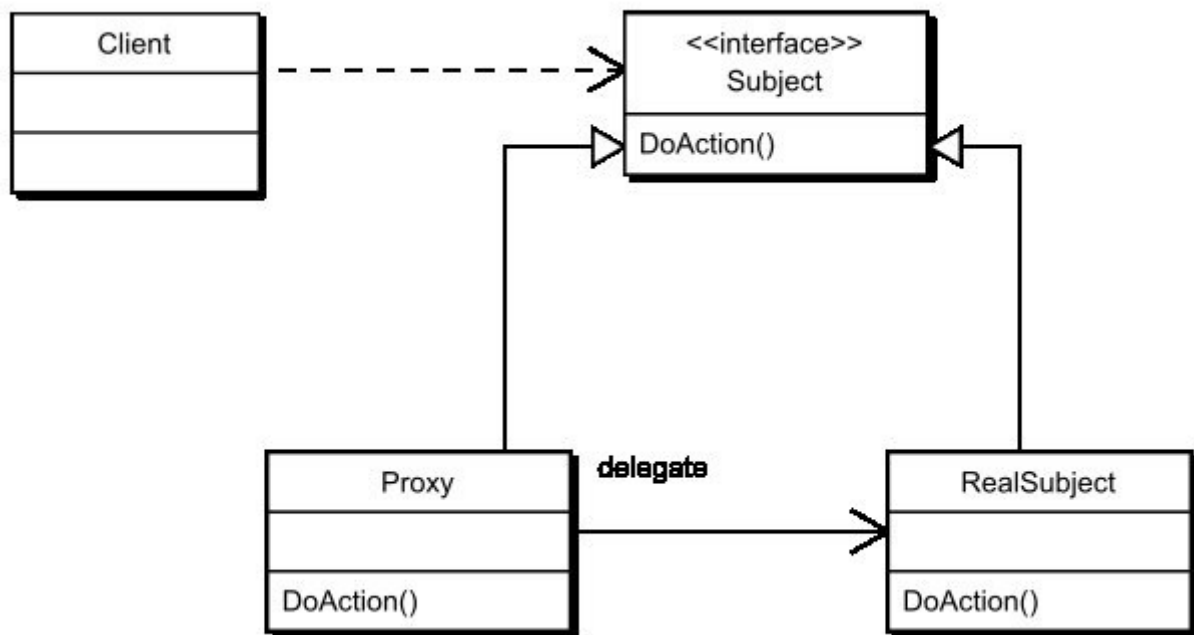 Client
<<interface>>
Subject
DoAction()
delegate
Proxy
RealSubject
DoAction()
DoAction()